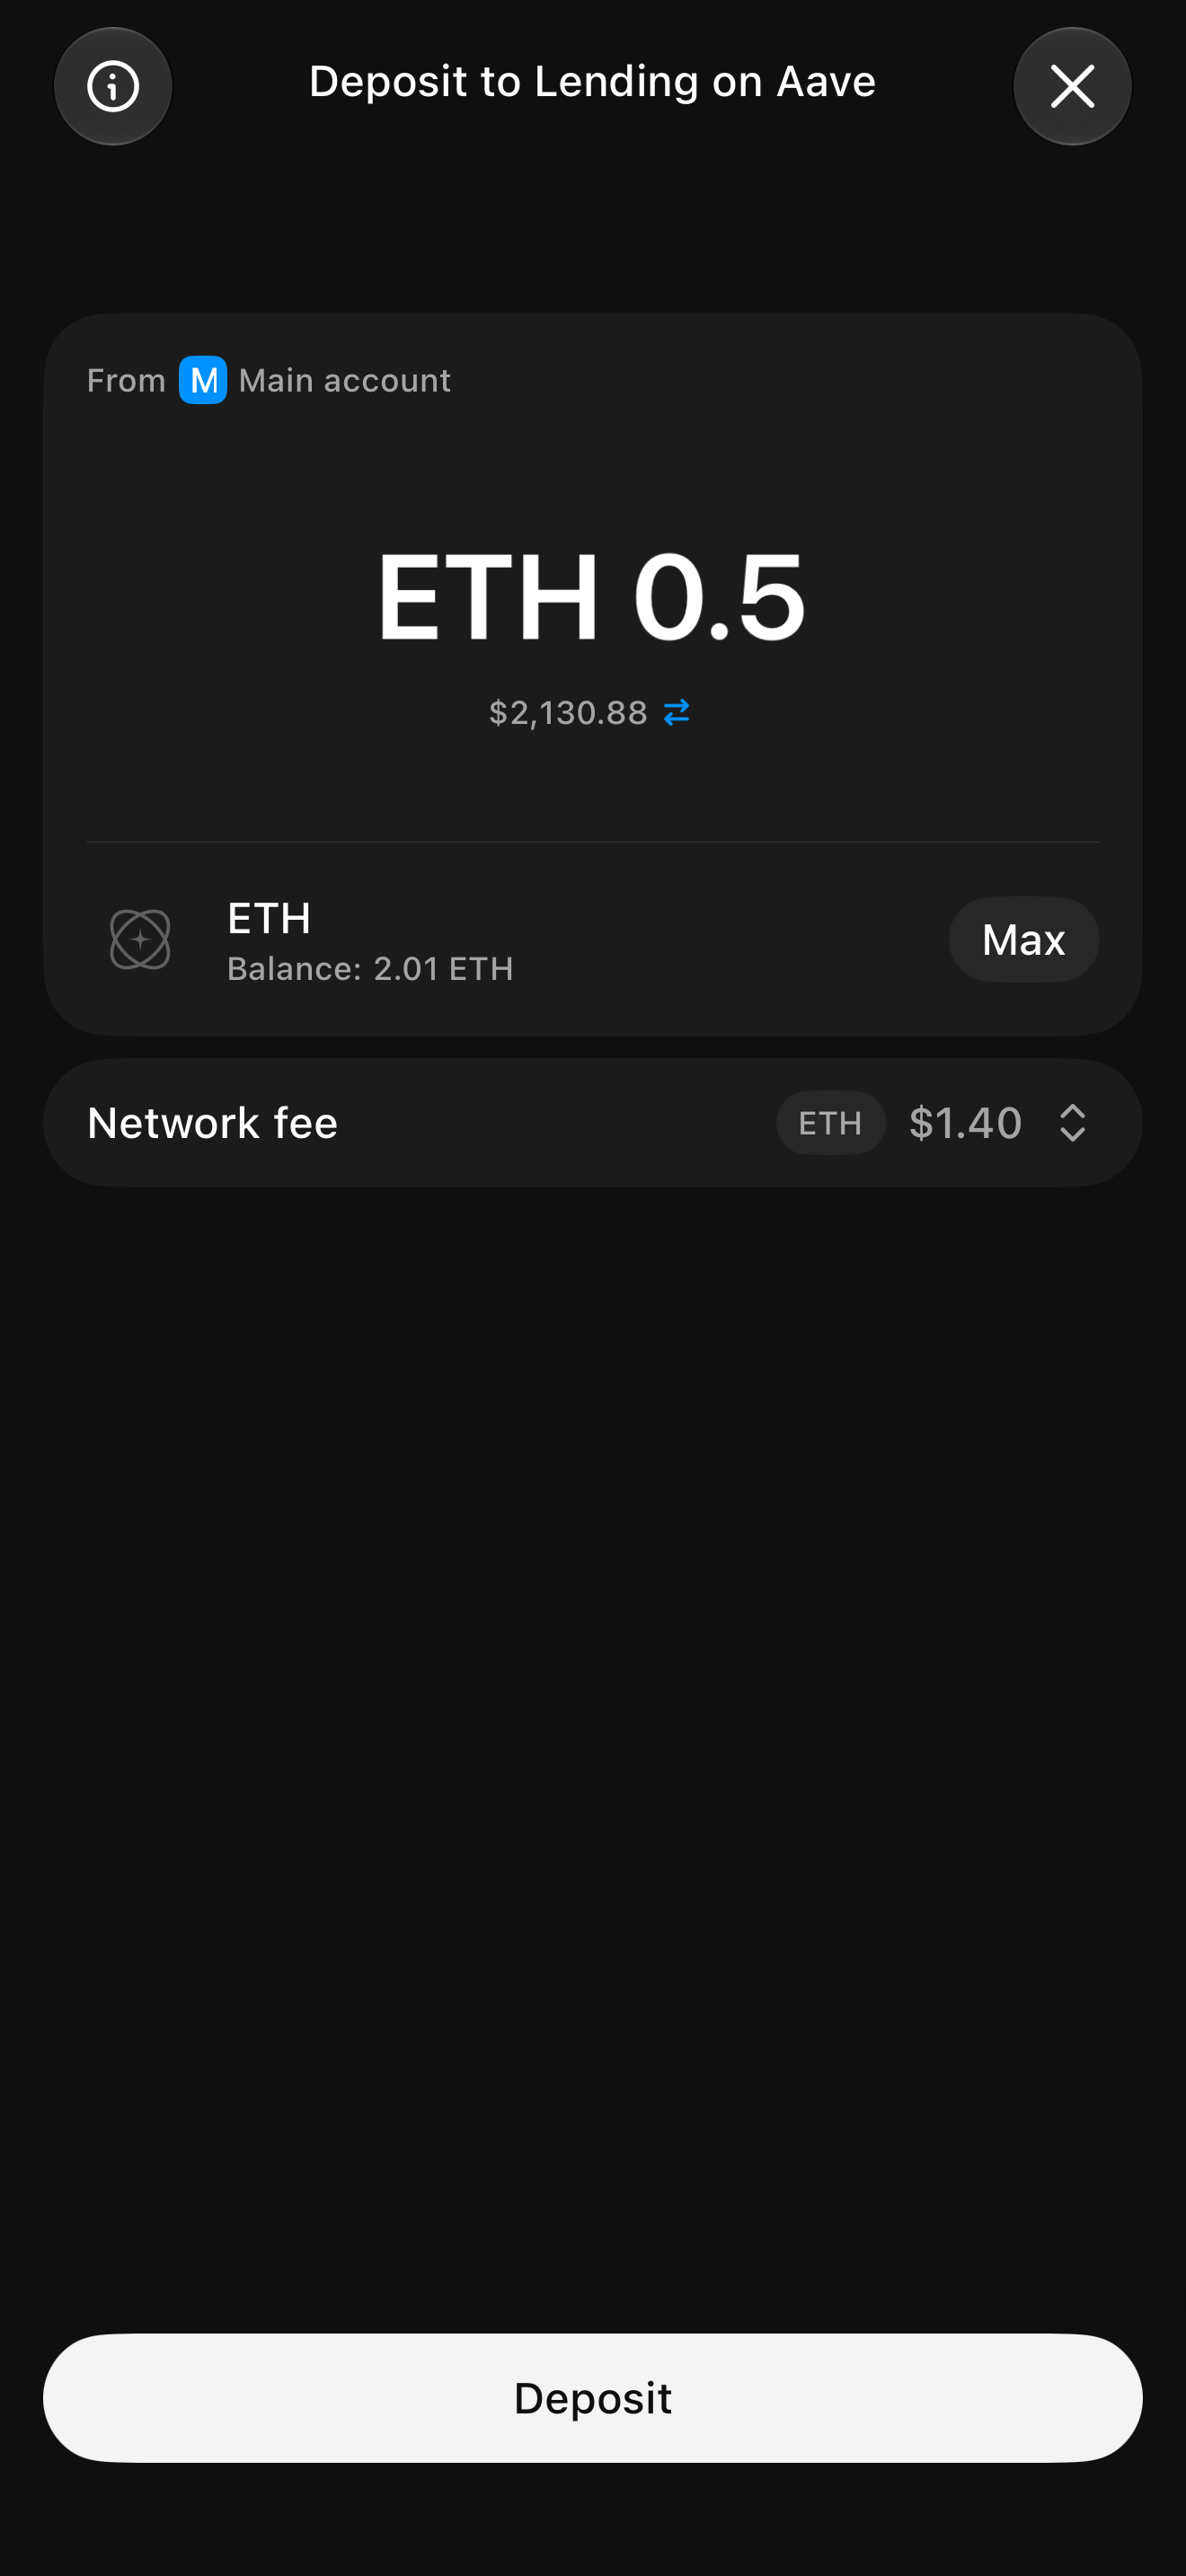 Deposit to Lending on Aave
From M Main account
ETH 0.5
$2,130.88
ETH
Balance: 2.01 ETH
Max
Network fee ETH $1.40
Deposit